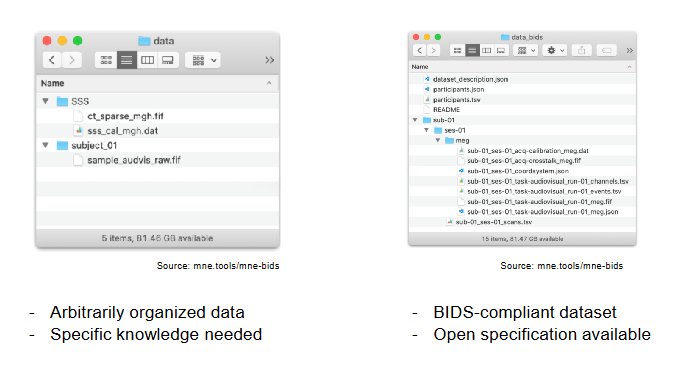 data
Name
SSS
ct_sparse_mgh.fif
sss_cal_mgh.dat
subject_01
sample_audvis_raw.fif
5 items, 81.46 GB available
Source: mne.tools/mne-bids
- Arbitrarily organized data
- Specific knowledge needed
data_bids
Name
dataset_description.json
participants.json
participants.tsv
README
sub-01
ses-01
meg
sub-01_ses-01_acq-calibration_meg.dat
sub-01_ses-01_acq-crosstalk_meg.fif
sub-01_ses-01_coordsystem.json
sub-01_ses-01_task-audiovisual_run-01_channels.tsv
sub-01_ses-01_task-audiovisual_run-01_events.tsv
sub-01_ses-01_task-audiovisual_run-01_meg.fif
sub-01_ses-01_task-audiovisual_run-01_meg.json
sub-01_ses-01_scans.tsv
15 items, 81.47 GB available
Source: mne.tools/mne-bids
- BIDS-compliant dataset
- Open specification available